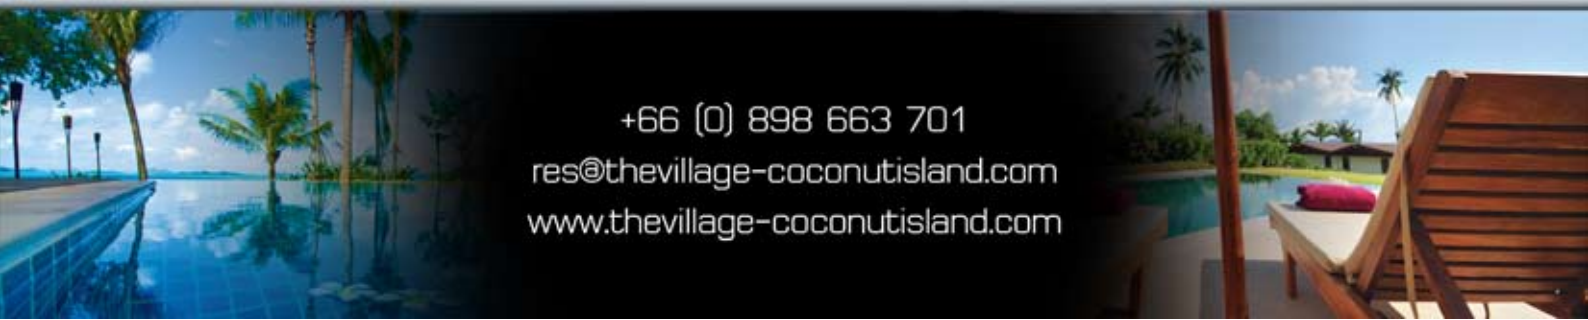 +66 (0) 898 663 701
res@thevillage-coconutisland.com
www.thevillage-coconutisland.com